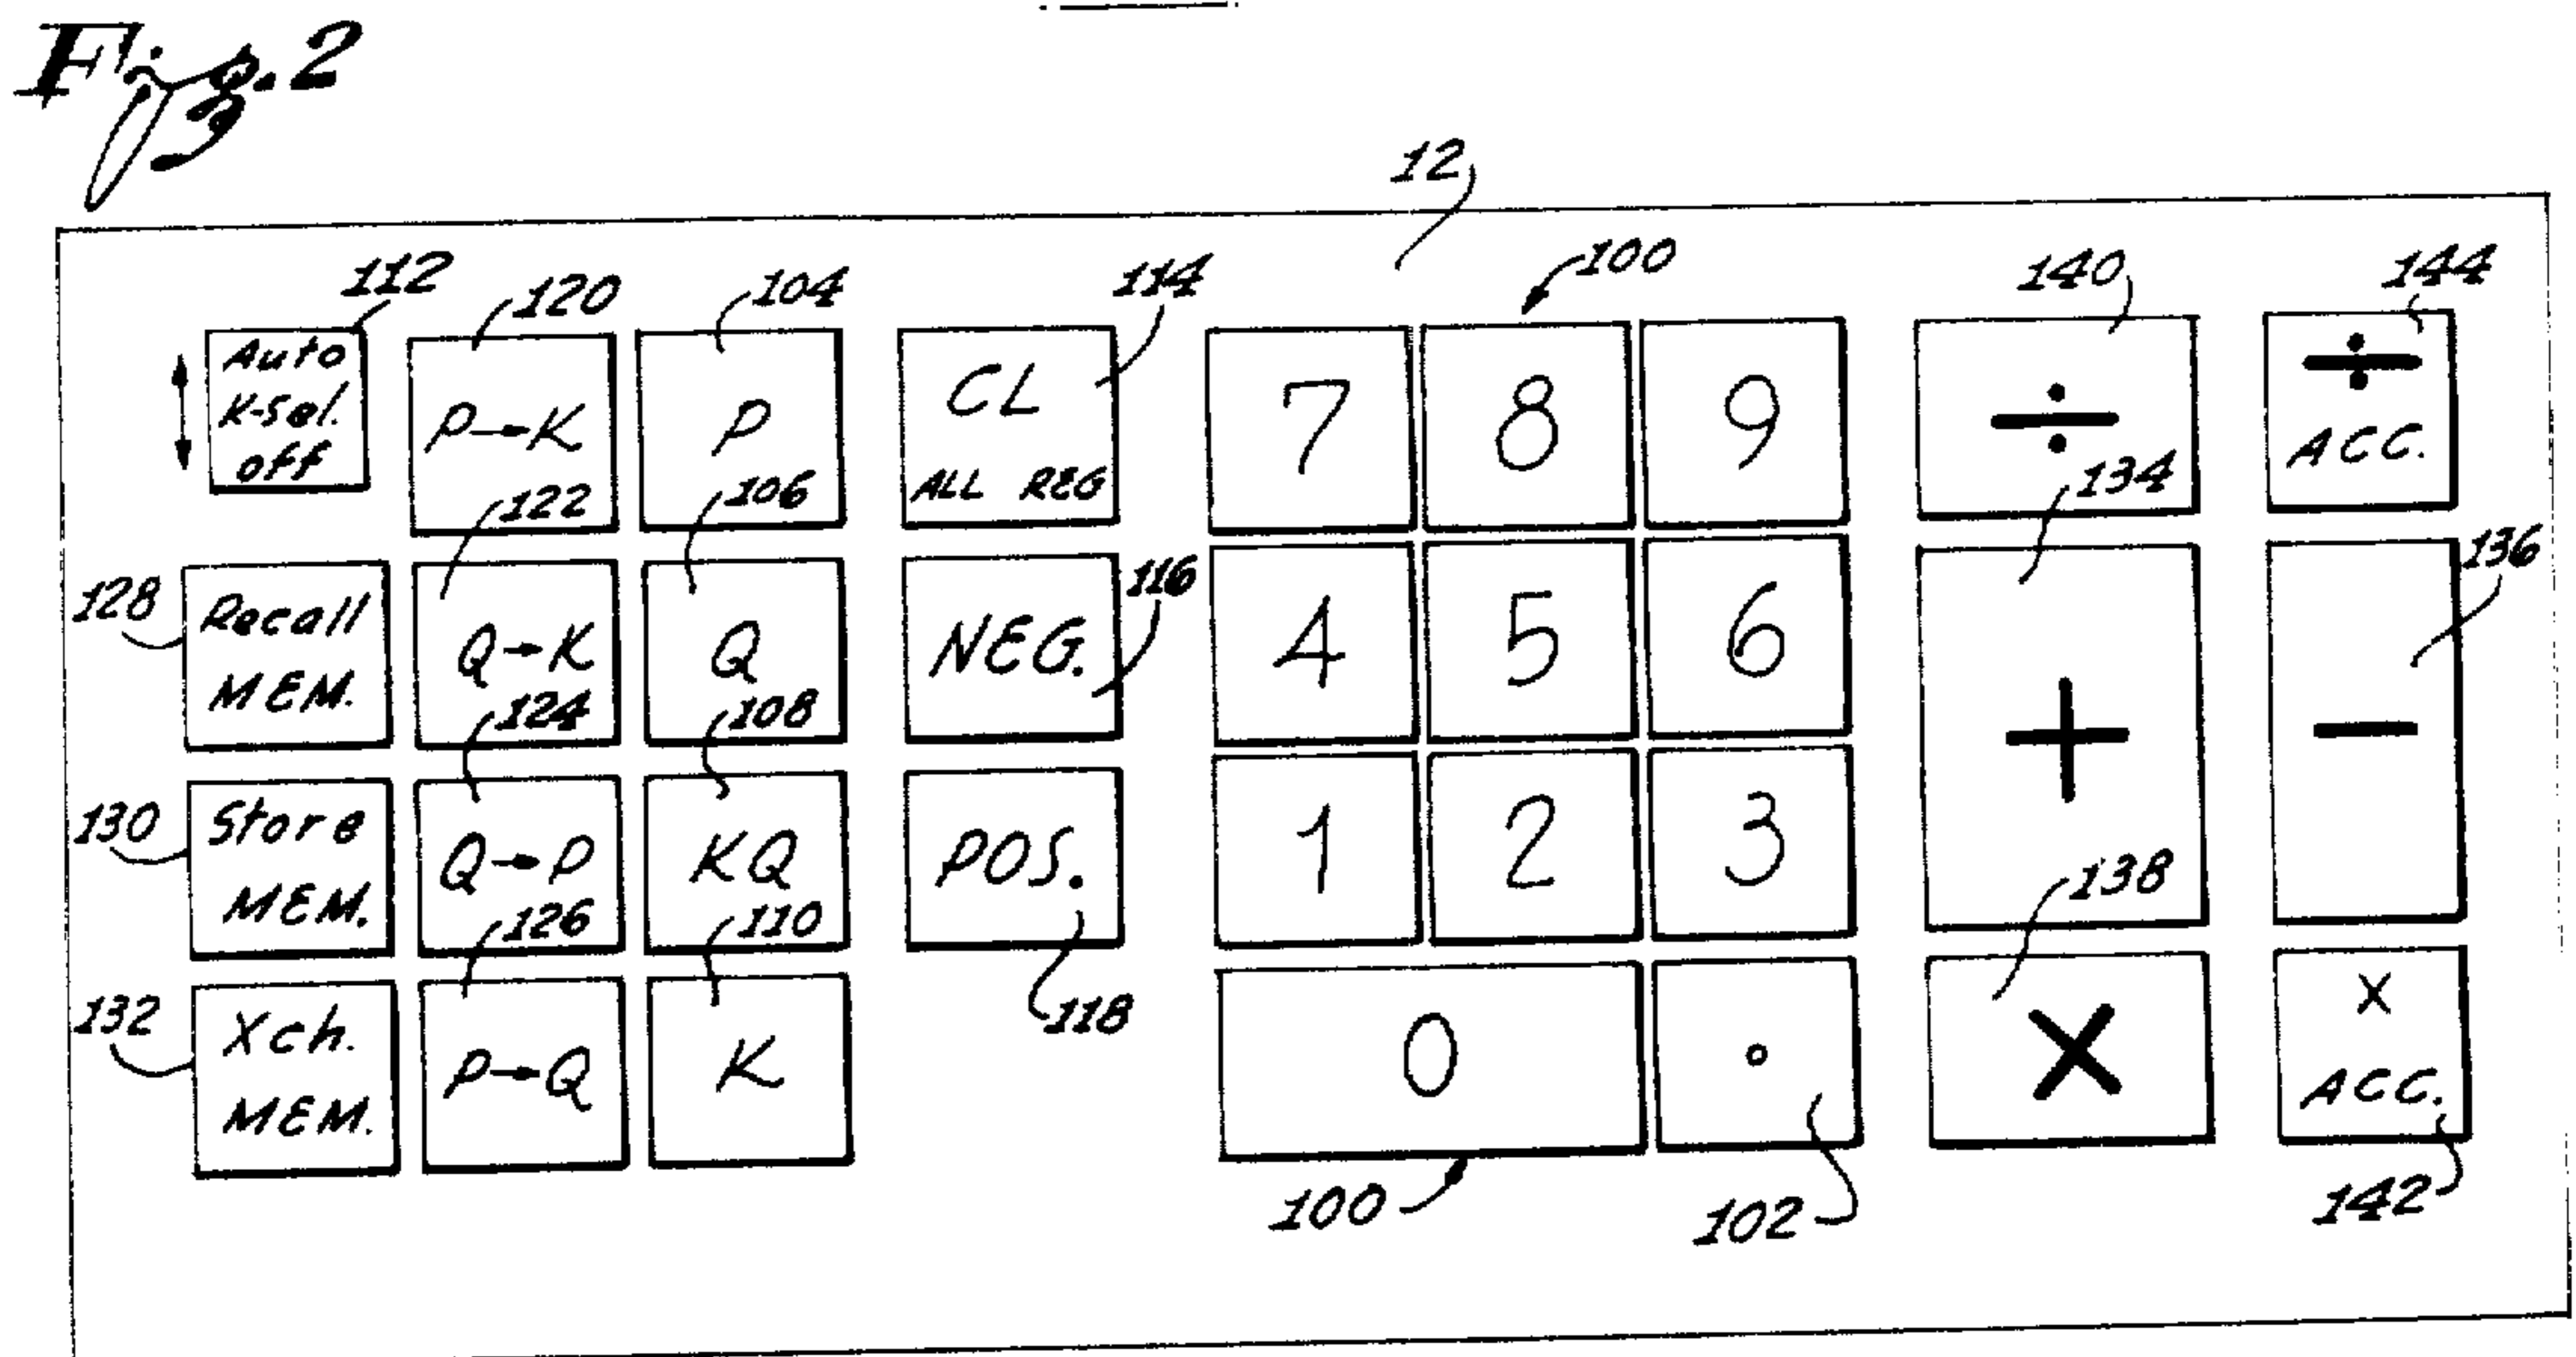 Fig. 2
12
112
120
104
114
100
140
144
Auto
K-Sel.
off
P→K
P
CL
ALL REG
7
8
9
÷
÷
ACC.
122
106
134
128
Recall
MEM.
Q→K
Q
NEG.
116
4
5
6
+
−
136
124
108
130
Store
MEM.
Q→P
KQ
POS.
1
2
3
126
110
118
138
132
Xch.
MEM.
P→Q
K
0
.
X
X
ACC.
100
102
142